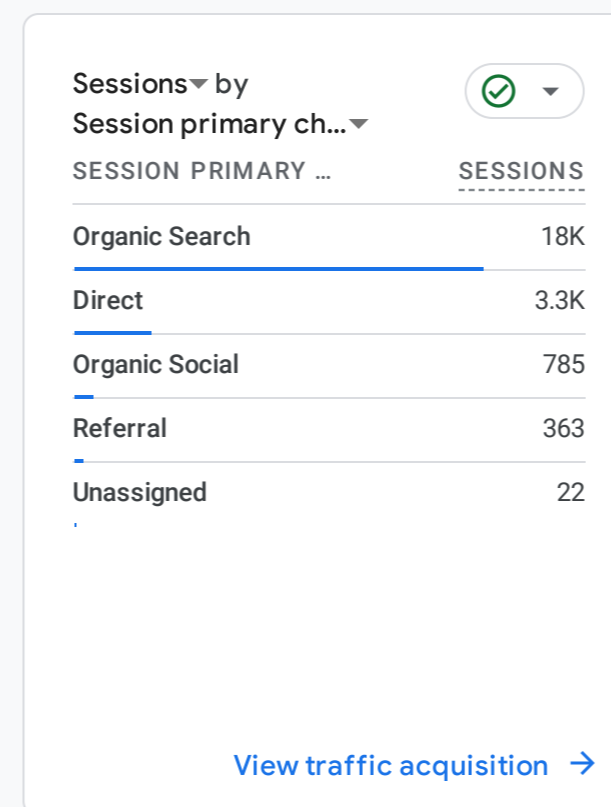 Sessions by
Session primary ch...
SESSION PRIMARY ... SESSIONS
Organic Search 18K
Direct 3.3K
Organic Social 785
Referral 363
Unassigned 22
View traffic acquisition